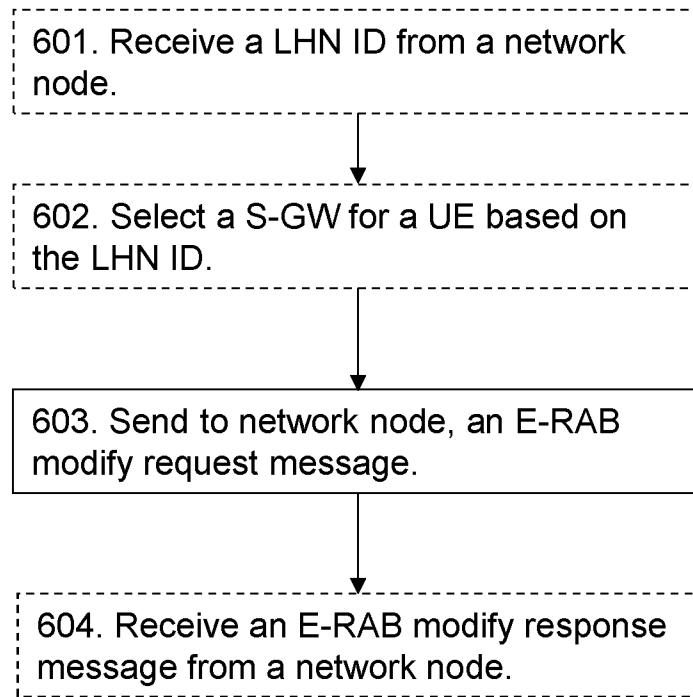 601. Receive a LHN ID from a network
node.
602. Select a S-GW for a UE based on
the LHN ID.
603. Send to network node, an E-RAB
modify request message.
604. Receive an E-RAB modify response
message from a network node.